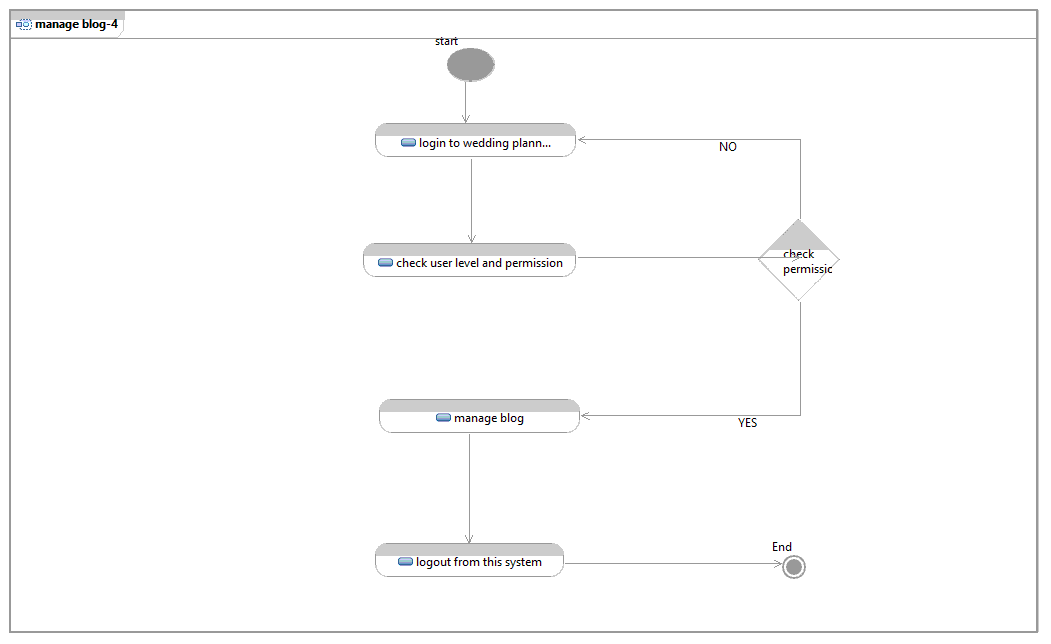 manage blog-4
start
login to wedding plann...
NO
check user level and permission
check
permissic
manage blog
YES
logout from this system
End